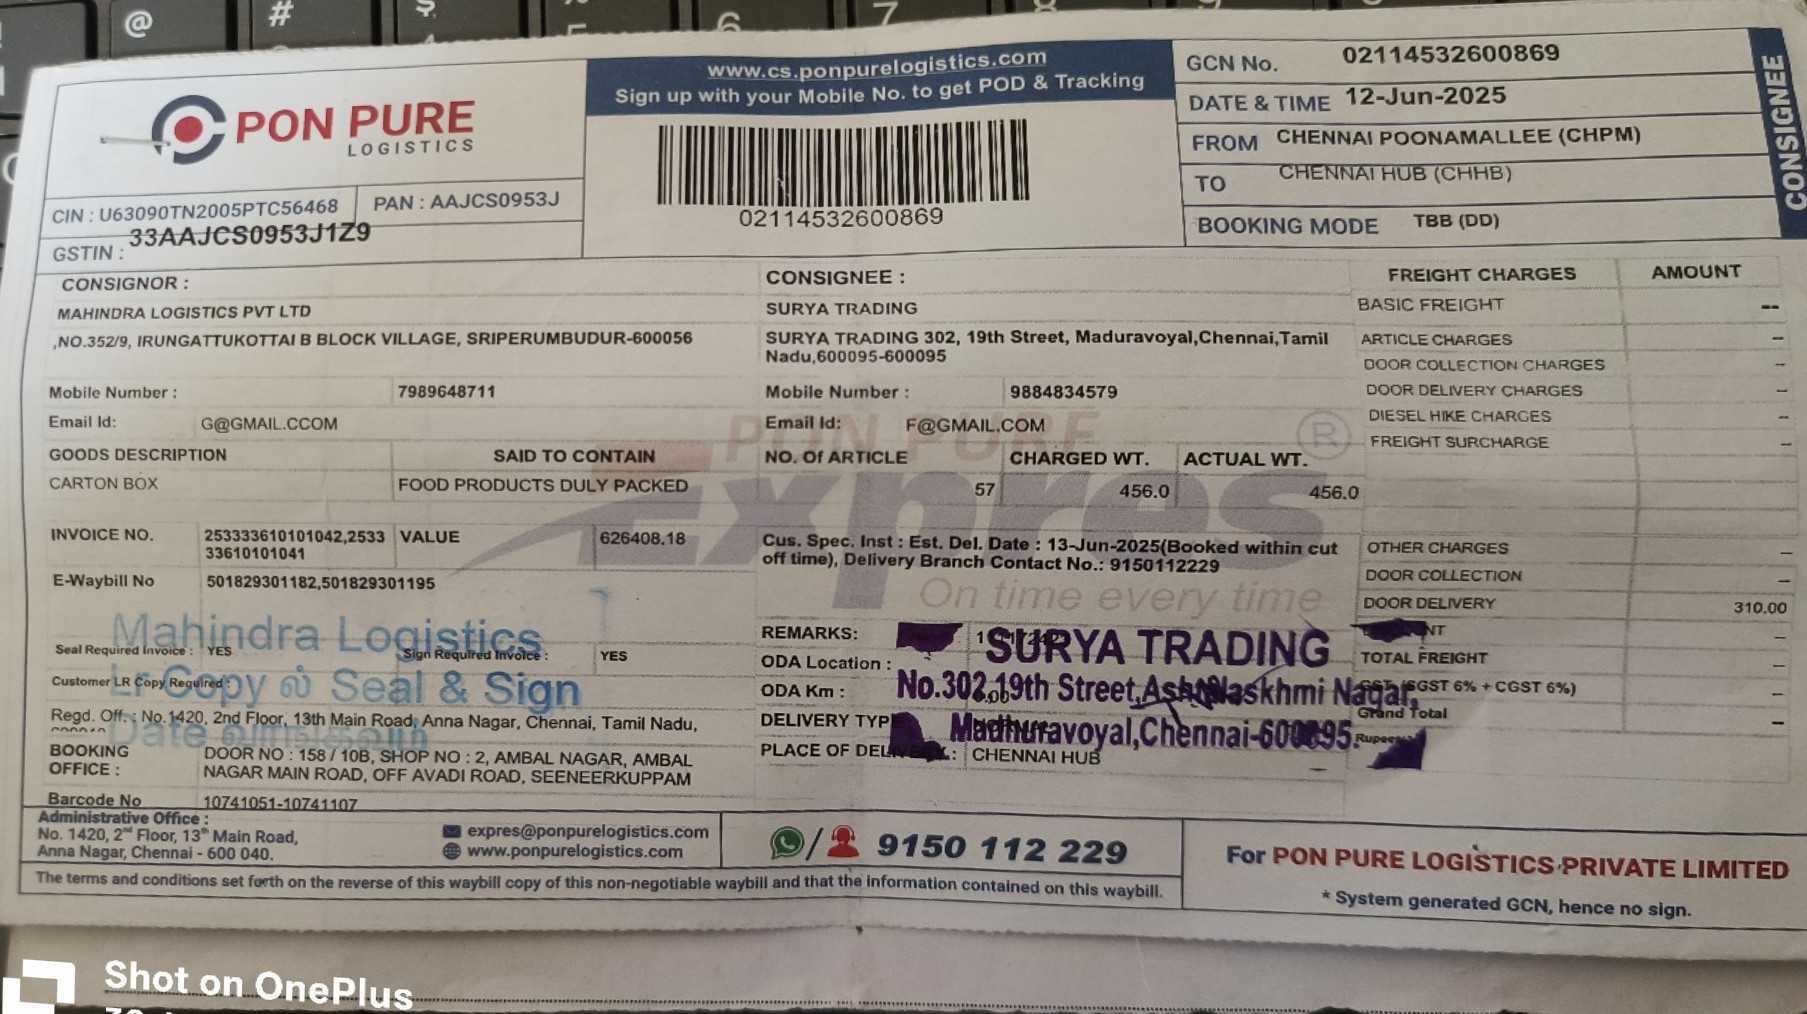 PON PURE
LOGISTICS
CIN : U63090TN2005PTC56468
PAN : AAJCS0953J
GSTIN : 33AAJCS0953J1Z9
www.cs.ponpurelogistics.com
Sign up with your Mobile No. to get POD & Tracking
02114532600869
GCN No. 02114532600869
DATE & TIME 12-Jun-2025
FROM CHENNAI POONAMALLEE (CHPM)
TO CHENNAI HUB (CHHB)
BOOKING MODE TBB (DD)
CONSIGNEE
CONSIGNOR :
MAHINDRA LOGISTICS PVT LTD
,NO.352/9, IRUNGATTUKOTTAI B BLOCK VILLAGE, SRIPERUMBUDUR-600056
Mobile Number : 7989648711
Email Id: G@GMAIL.CCOM
CONSIGNEE :
SURYA TRADING
SURYA TRADING 302, 19th Street, Maduravoyal,Chennai,Tamil
Nadu,600095-600095
Mobile Number : 9884834579
Email Id: F@GMAIL.COM
GOODS DESCRIPTION SAID TO CONTAIN
CARTON BOX FOOD PRODUCTS DULY PACKED
NO. Of ARTICLE CHARGED WT. ACTUAL WT.
57 456.0 456.0
PON PURE
Expres ®
On time every time
INVOICE NO. 253333610101042,2533
33610101041
VALUE 626408.18
E-Waybill No 501829301182,501829301195
Cus. Spec. Inst : Est. Del. Date : 13-Jun-2025(Booked within cut
off time), Delivery Branch Contact No.: 9150112229
FREIGHT CHARGES AMOUNT
BASIC FREIGHT --
ARTICLE CHARGES –
DOOR COLLECTION CHARGES –
DOOR DELIVERY CHARGES –
DIESEL HIKE CHARGES –
FREIGHT SURCHARGE –
OTHER CHARGES –
DOOR COLLECTION –
DOOR DELIVERY 310.00
TOTAL FREIGHT –
SGST 6% + CGST 6%) –
Grand Total –
Mahindra Logistics
Lr Copy ல் Seal & Sign
Date
Seal Required Invoice : YES
Sign Required Invoice : YES
Customer LR Copy Required :
Regd. Off. : No.1420, 2nd Floor, 13th Main Road, Anna Nagar, Chennai, Tamil Nadu,
BOOKING OFFICE :
DOOR NO : 158 / 10B, SHOP NO : 2, AMBAL NAGAR, AMBAL
NAGAR MAIN ROAD, OFF AVADI ROAD, SEENEERKUPPAM
Barcode No 10741051-10741107
REMARKS:
ODA Location :
ODA Km :
DELIVERY TYP
PLACE OF DEL : CHENNAI HUB
SURYA TRADING
No.302,19th Street, Nagar,
Madhuravoyal,Chennai-600095.
Administrative Office :
No. 1420, 2nd Floor, 13th Main Road,
Anna Nagar, Chennai - 600 040.
expres@ponpurelogistics.com
www.ponpurelogistics.com
9150 112 229
The terms and conditions set forth on the reverse of this waybill copy of this non-negotiable waybill and that the information contained on this waybill.
For PON PURE LOGISTICS PRIVATE LIMITED
* System generated GCN, hence no sign.
Shot on OnePlus